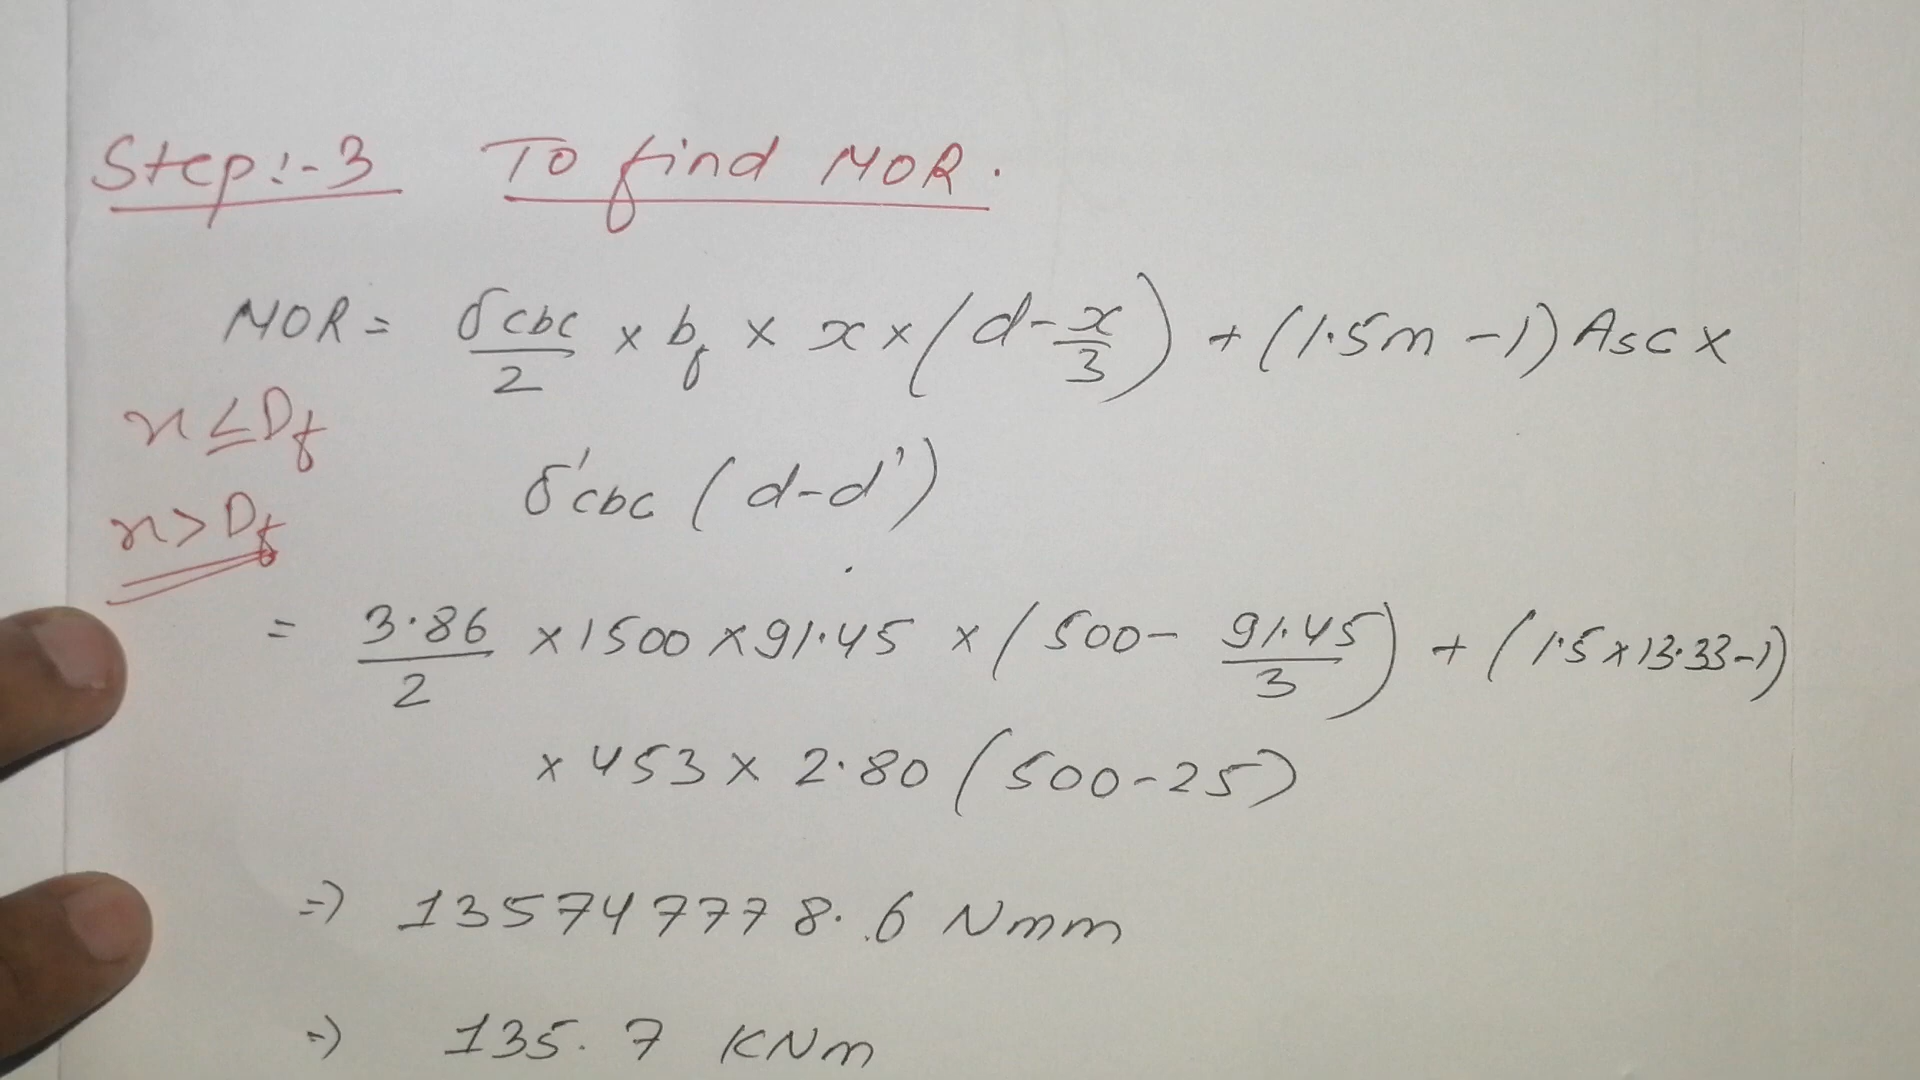 Step:-3 To find MOR.
MOR = σcbc/2 × bf × x × (d - x/3) + (1.5m - 1) Asc ×
x ≤ Df
σ'cbc (d - d')
x > Df
= 3.86/2 × 1500 × 91.45 × (500 - 91.45/3) + (1.5 × 13.33 - 1)
× 453 × 2.80 (500 - 25)
⇒ 135747778.6 Nmm
⇒ 135.7 KNm